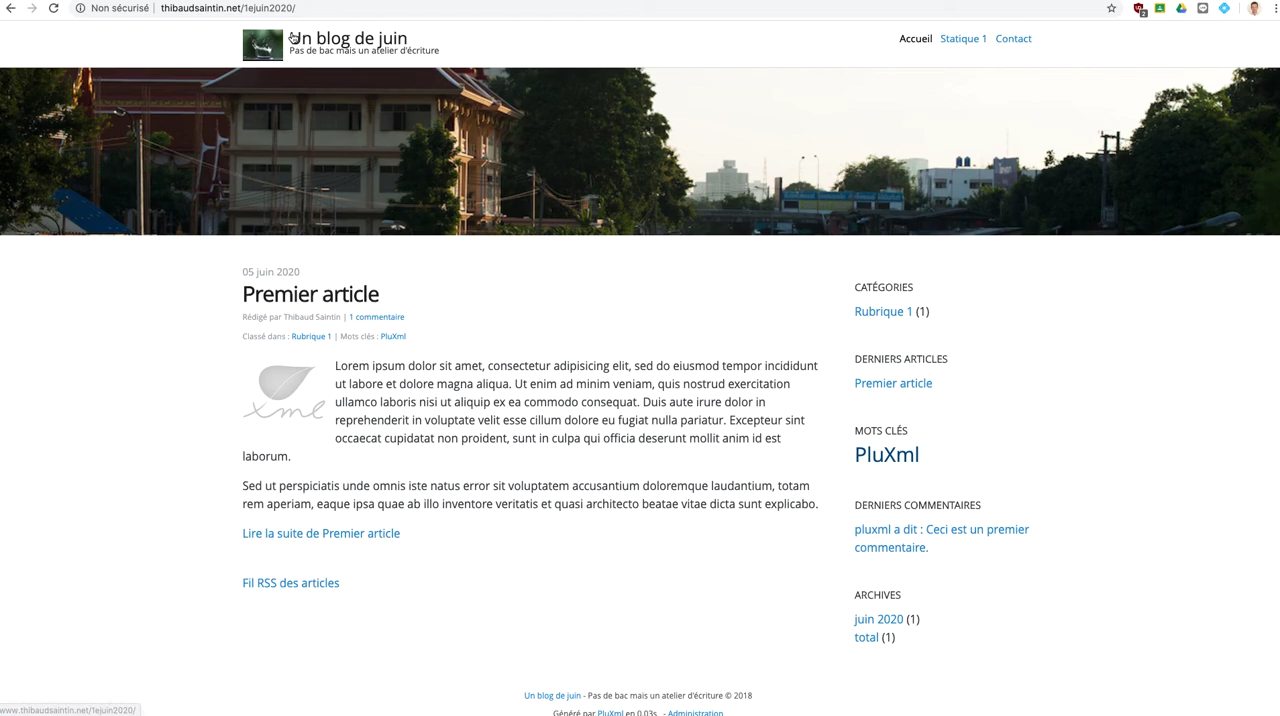 Non sécurisé | thibaudsaintin.net/1ejuin2020/
2
Un blog de juin
Pas de bac mais un atelier d'écriture
Accueil Statique 1 Contact
05 juin 2020
Premier article
Rédigé par Thibaud Saintin | 1 commentaire
Classé dans : Rubrique 1 | Mots clés : PluXml
xml
Lorem ipsum dolor sit amet, consectetur adipisicing elit, sed do eiusmod tempor incididunt
ut labore et dolore magna aliqua. Ut enim ad minim veniam, quis nostrud exercitation
ullamco laboris nisi ut aliquip ex ea commodo consequat. Duis aute irure dolor in
reprehenderit in voluptate velit esse cillum dolore eu fugiat nulla pariatur. Excepteur sint
occaecat cupidatat non proident, sunt in culpa qui officia deserunt mollit anim id est
laborum.
Sed ut perspiciatis unde omnis iste natus error sit voluptatem accusantium doloremque laudantium, totam
rem aperiam, eaque ipsa quae ab illo inventore veritatis et quasi architecto beatae vitae dicta sunt explicabo.
Lire la suite de Premier article
Fil RSS des articles
CATÉGORIES
Rubrique 1 (1)
DERNIERS ARTICLES
Premier article
MOTS CLÉS
PluXml
DERNIERS COMMENTAIRES
pluxml a dit : Ceci est un premier
commentaire.
ARCHIVES
juin 2020 (1)
total (1)
Un blog de juin - Pas de bac mais un atelier d'écriture © 2018
Généré par PluXml en 0.03s - Administration
www.thibaudsaintin.net/1ejuin2020/